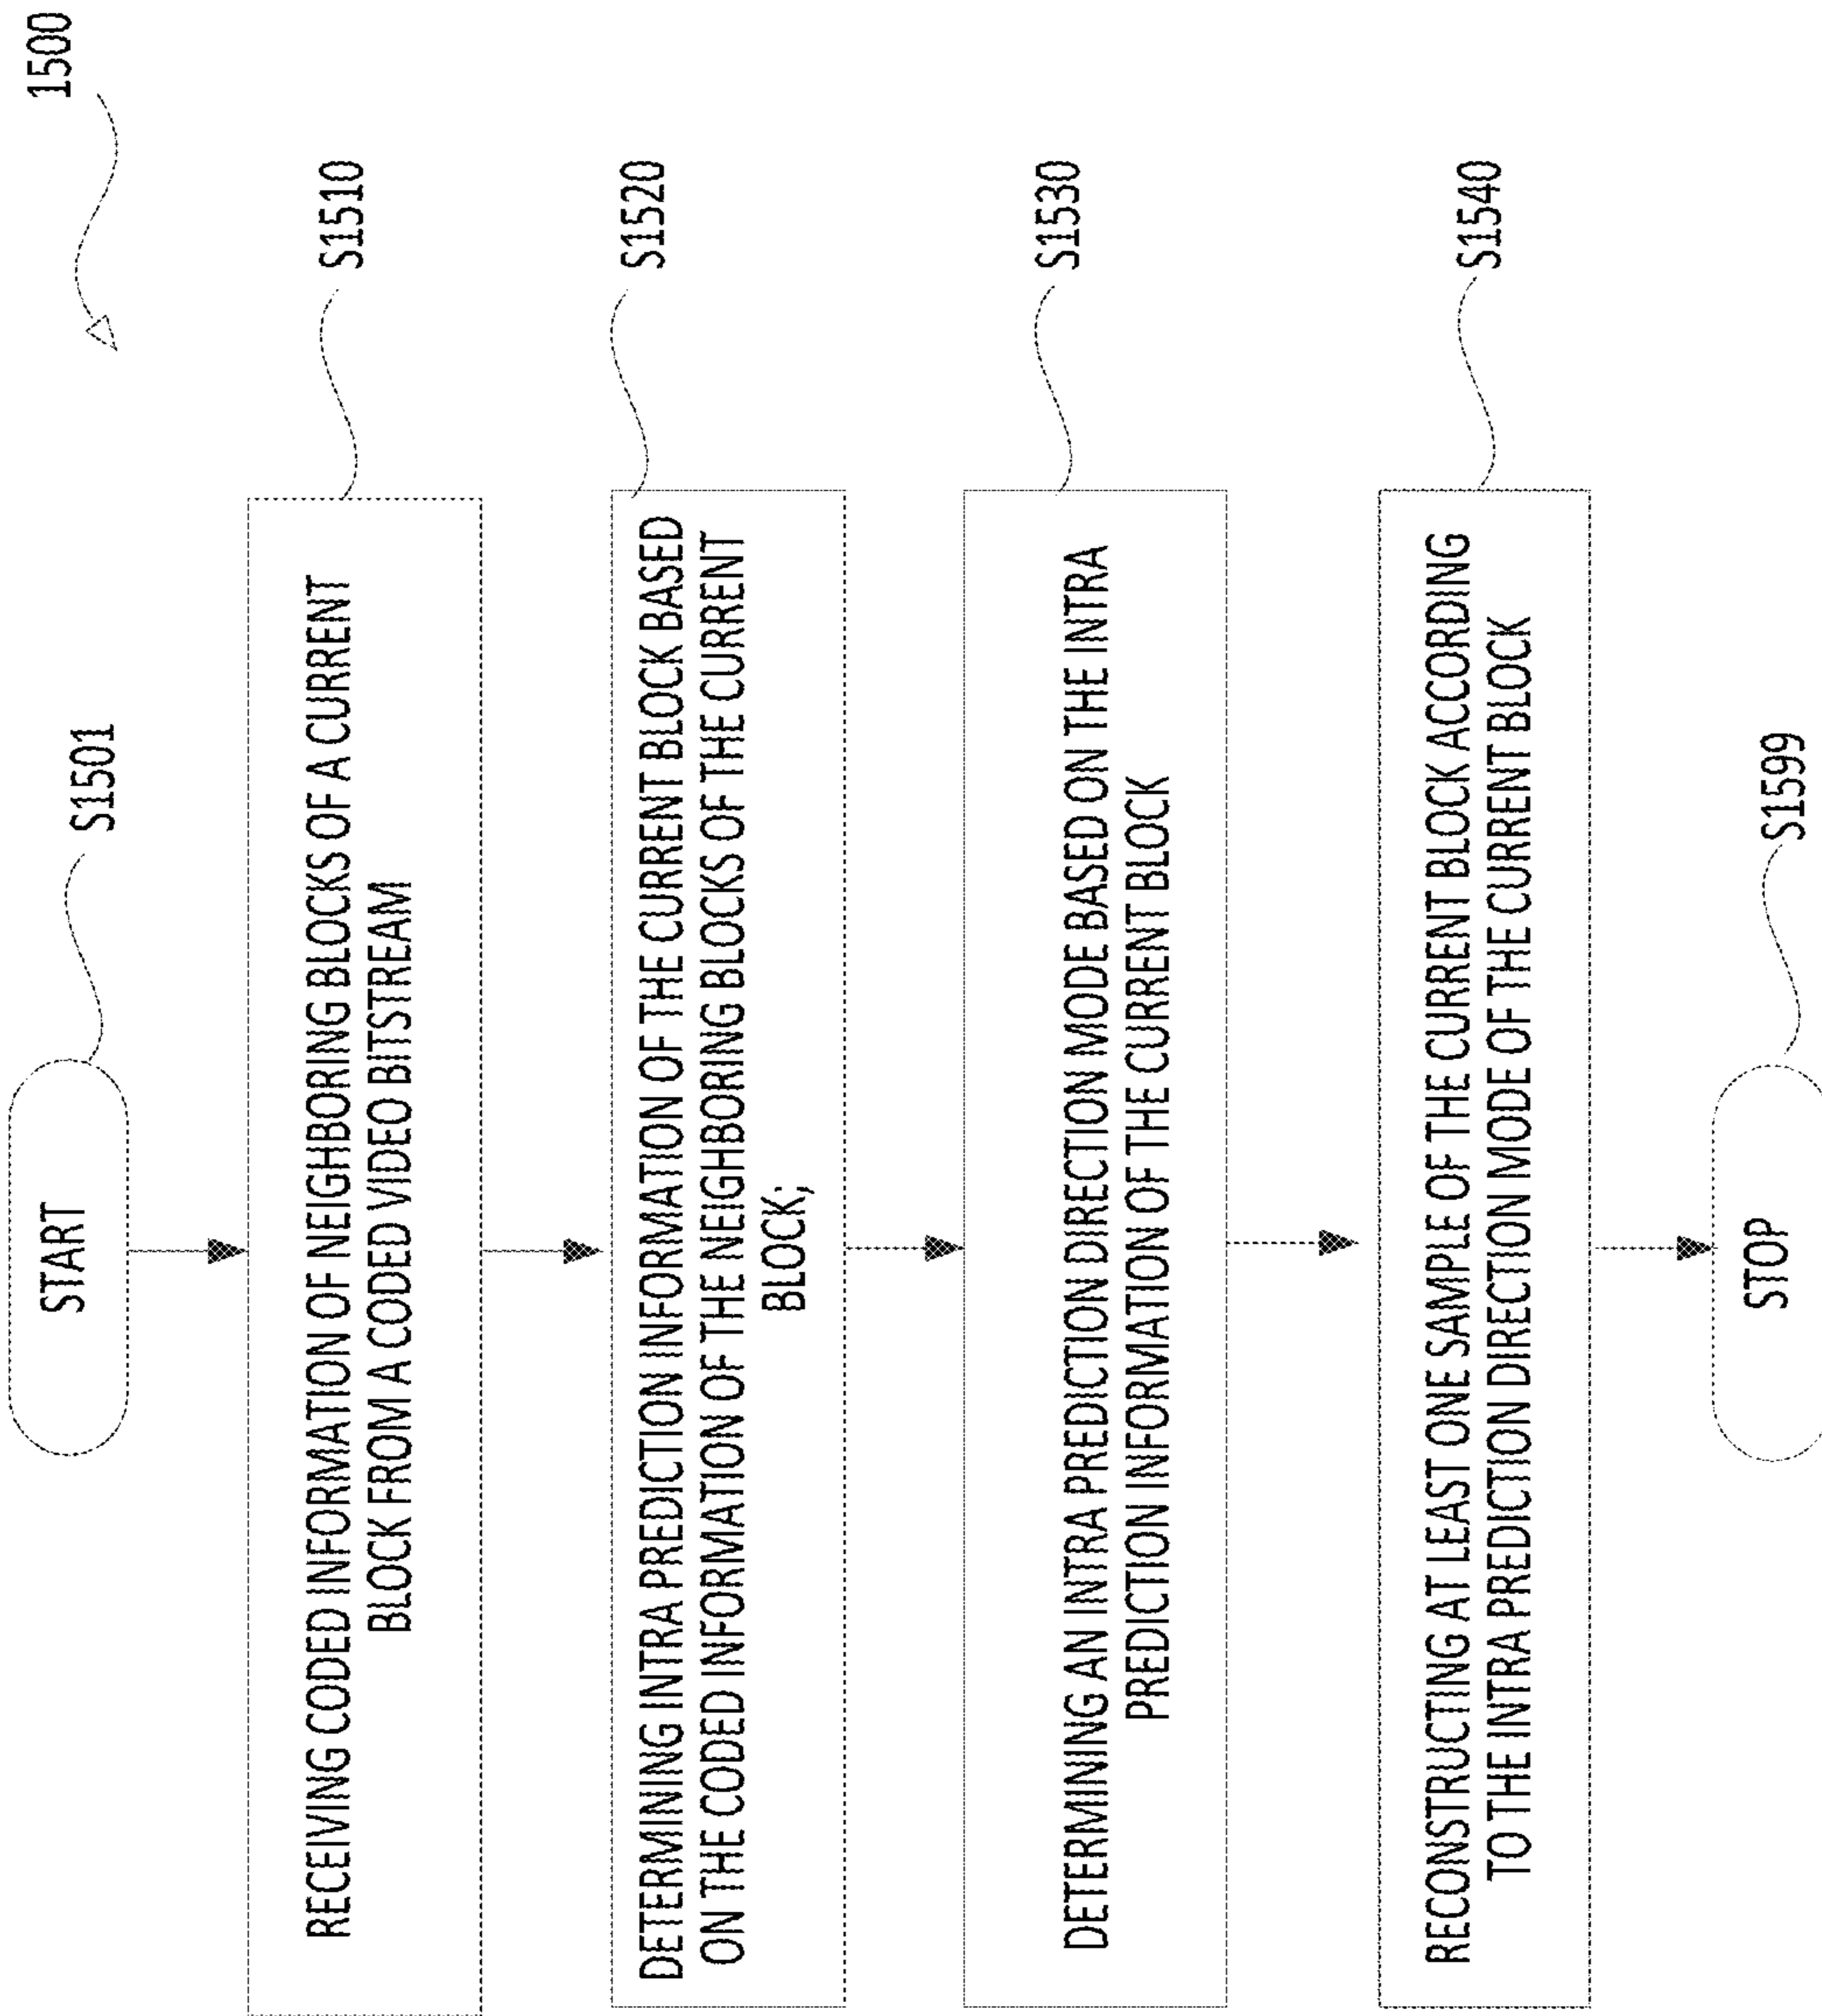 1500
START
S1501
RECEIVING CODED INFORMATION OF NEIGHBORING BLOCKS OF A CURRENT
BLOCK FROM A CODED VIDEO BITSTREAM
S1510
DETERMINING INTRA PREDICTION INFORMATION OF THE CURRENT BLOCK BASED
ON THE CODED INFORMATION OF THE NEIGHBORING BLOCKS OF THE CURRENT
BLOCK;
S1520
DETERMINING AN INTRA PREDICTION DIRECTION MODE BASED ON THE INTRA
PREDICTION INFORMATION OF THE CURRENT BLOCK
S1530
RECONSTRUCTING AT LEAST ONE SAMPLE OF THE CURRENT BLOCK ACCORDING
TO THE INTRA PREDICTION DIRECTION MODE OF THE CURRENT BLOCK
S1540
STOP
S1599